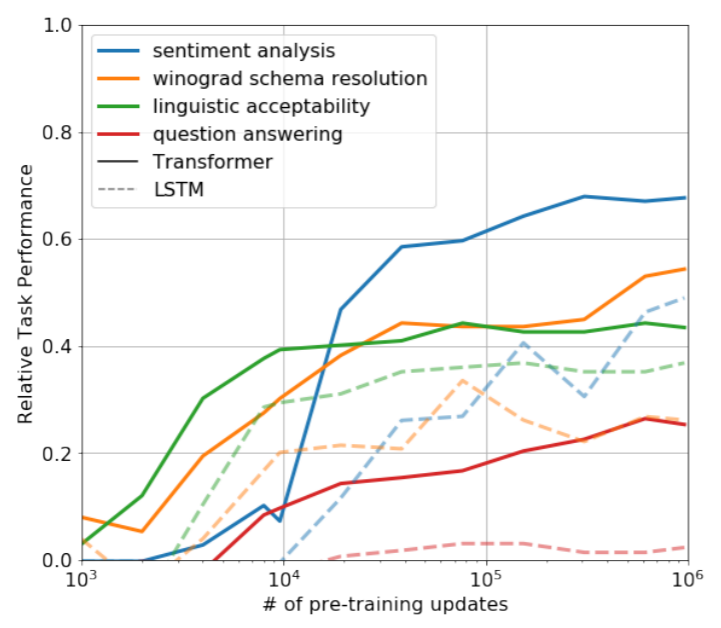 1.0
0.8
0.6
0.4
0.2
0.0
Relative Task Performance
sentiment analysis
winograd schema resolution
linguistic acceptability
question answering
Transformer
LSTM
10³ 10⁴ 10⁵ 10⁶
# of pre-training updates